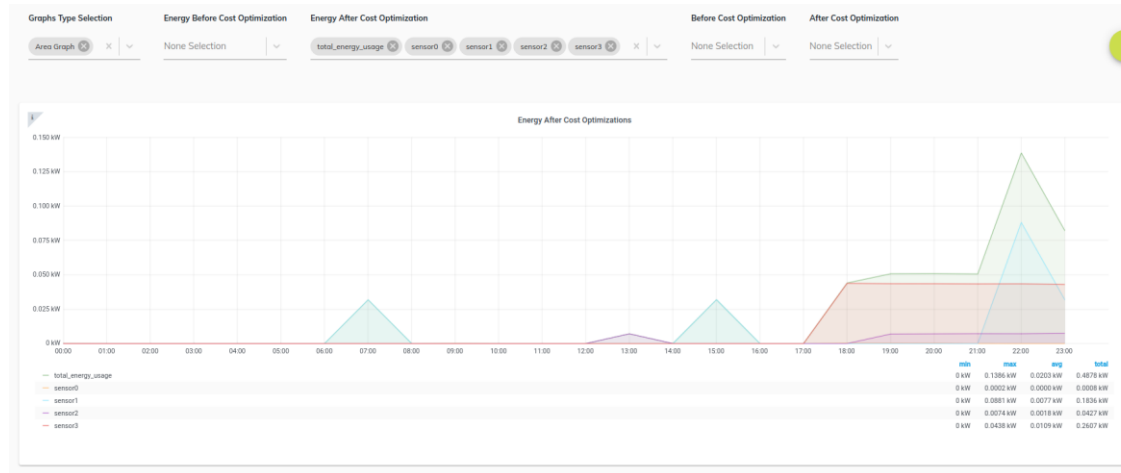 Graphs Type Selection Energy Before Cost Optimization Energy After Cost Optimization Before Cost Optimization After Cost Optimization
Area Graph None Selection total_energy_usage sensor0 sensor1 sensor2 sensor3 None Selection None Selection
i
Energy After Cost Optimizations
0.150 kW
0.125 kW
0.100 kW
0.075 kW
0.050 kW
0.025 kW
0 kW
00:00 01:00 02:00 03:00 04:00 05:00 06:00 07:00 08:00 09:00 10:00 11:00 12:00 13:00 14:00 15:00 16:00 17:00 18:00 19:00 20:00 21:00 22:00 23:00
min max avg total
total_energy_usage 0 kW 0.1386 kW 0.0203 kW 0.4878 kW
sensor0 0 kW 0.0002 kW 0.0000 kW 0.0008 kW
sensor1 0 kW 0.0881 kW 0.0077 kW 0.1836 kW
sensor2 0 kW 0.0074 kW 0.0018 kW 0.0427 kW
sensor3 0 kW 0.0438 kW 0.0109 kW 0.2607 kW